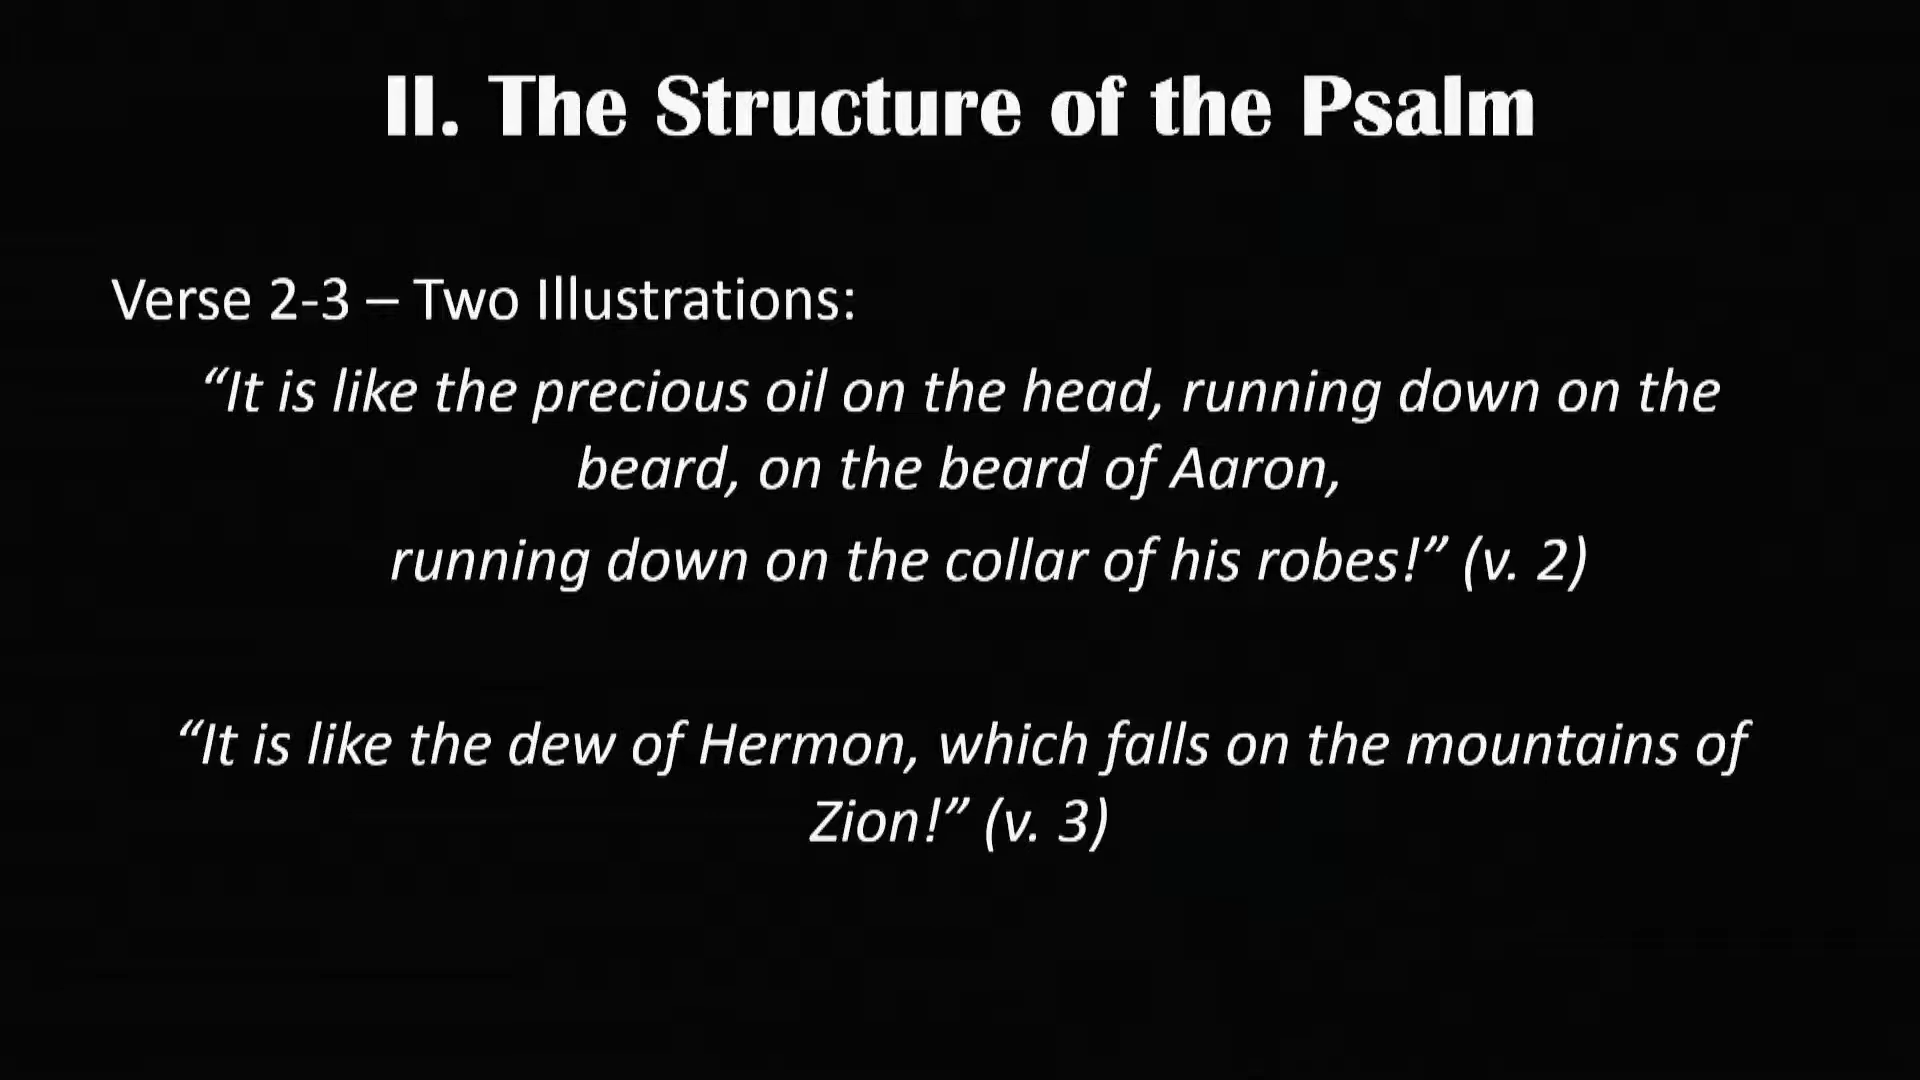 II. The Structure of the Psalm
Verse 2-3 – Two Illustrations:
“It is like the precious oil on the head, running down on the
beard, on the beard of Aaron,
running down on the collar of his robes!” (v. 2)
“It is like the dew of Hermon, which falls on the mountains of
Zion!” (v. 3)